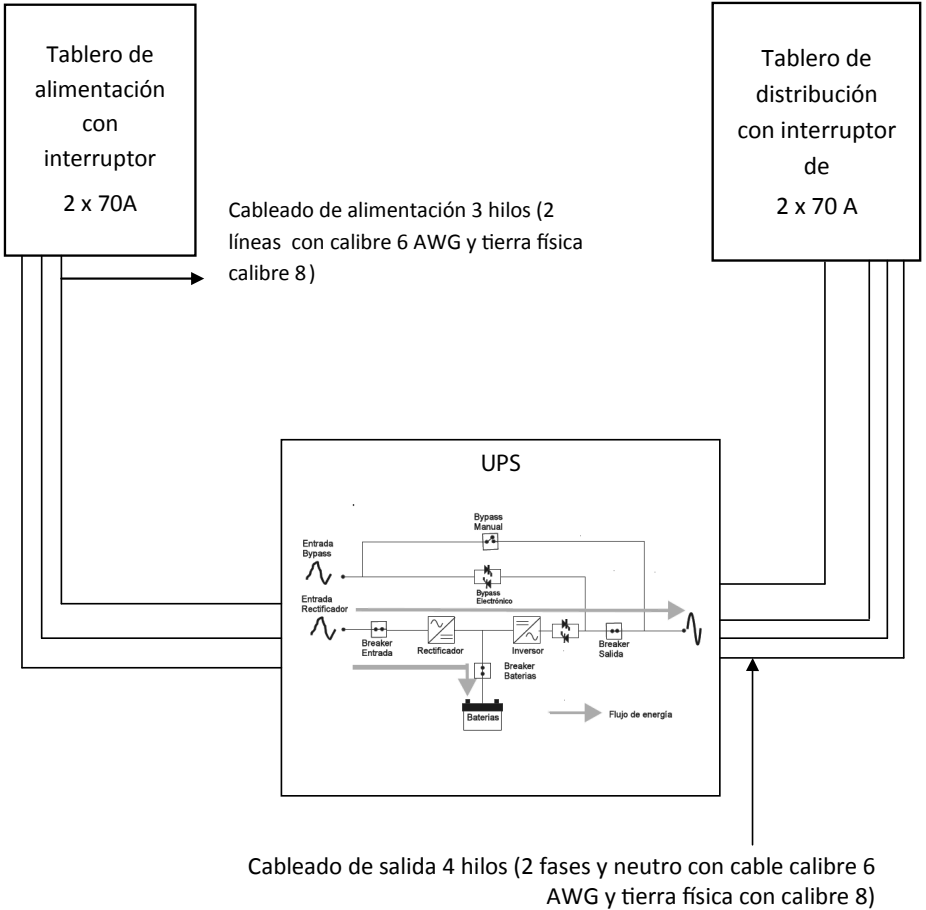 Tablero de
alimentación
con
interruptor
2 x 70A
Tablero de
distribución
con interruptor
de
2 x 70 A
Cableado de alimentación 3 hilos (2
líneas con calibre 6 AWG y tierra física
calibre 8)
UPS
Bypass
Manual
Entrada
Bypass
Bypass
Electrónico
Entrada
Rectificador
Breaker
Entrada
Rectificador
Inversor
Breaker
Salida
Breaker
Baterias
Baterias
Flujo de energía
Cableado de salida 4 hilos (2 fases y neutro con cable calibre 6
AWG y tierra física con calibre 8)